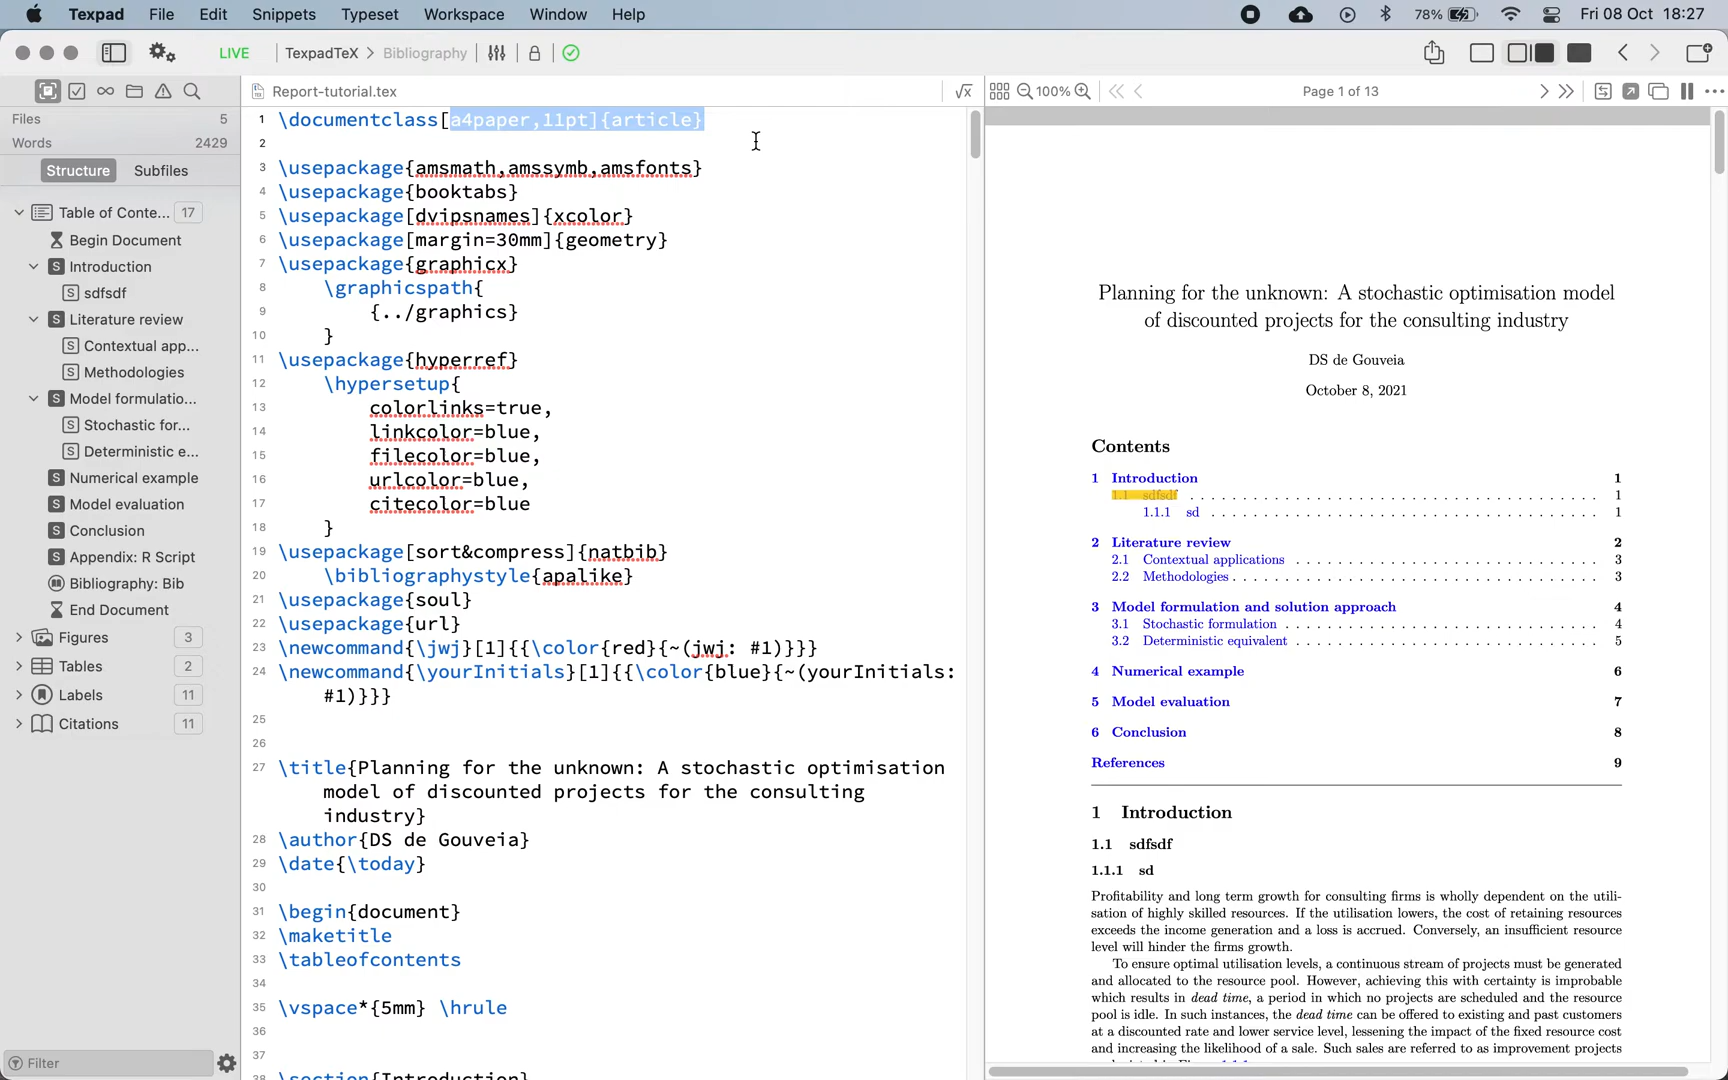 Texpad File Edit Snippets Typeset Workspace Window Help 78% Fri 08 Oct 18:27
LIVE TexpadTeX > Bibliography
Report-tutorial.tex
100% Page 1 of 13
Files 5
Words 2429
Structure Subfiles
Table of Conte... 17
Begin Document
S Introduction
S sdfsdf
S Literature review
S Contextual app...
S Methodologies
S Model formulatio...
S Stochastic for...
S Deterministic e...
S Numerical example
S Model evaluation
S Conclusion
S Appendix: R Script
Bibliography: Bib
End Document
Figures 3
Tables 2
Labels 11
Citations 11
Filter
1 \documentclass[a4paper,11pt]{article}
2
3 \usepackage{amsmath,amssymb,amsfonts}
4 \usepackage{booktabs}
5 \usepackage[dvipsnames]{xcolor}
6 \usepackage[margin=30mm]{geometry}
7 \usepackage{graphicx}
8 \graphicspath{
9 {../graphics}
10 }
11 \usepackage{hyperref}
12 \hypersetup{
13 colorlinks=true,
14 linkcolor=blue,
15 filecolor=blue,
16 urlcolor=blue,
17 citecolor=blue
18 }
19 \usepackage[sort&compress]{natbib}
20 \bibliographystyle{apalike}
21 \usepackage{soul}
22 \usepackage{url}
23 \newcommand{\jwj}[1]{{\color{red}{~(jwj: #1)}}}
24 \newcommand{\yourInitials}[1]{{\color{blue}{~(yourInitials:
#1)}}}
25
26
27 \title{Planning for the unknown: A stochastic optimisation
model of discounted projects for the consulting
industry}
28 \author{DS de Gouveia}
29 \date{\today}
30
31 \begin{document}
32 \maketitle
33 \tableofcontents
34
35 \vspace*{5mm} \hrule
36
37
38 \section{Introduction}
Planning for the unknown: A stochastic optimisation model
of discounted projects for the consulting industry
DS de Gouveia
October 8, 2021
Contents
1 Introduction 1
1.1 sdfsdf . . . . . . . . . . . . . . . . . . . . 1
1.1.1 sd . . . . . . . . . . . . . . . . . . . . 1
2 Literature review 2
2.1 Contextual applications . . . . . . . . . . . . . . . . . . . . 3
2.2 Methodologies . . . . . . . . . . . . . . . . . . . . 3
3 Model formulation and solution approach 4
3.1 Stochastic formulation . . . . . . . . . . . . . . . . . . . . 4
3.2 Deterministic equivalent . . . . . . . . . . . . . . . . . . . . 5
4 Numerical example 6
5 Model evaluation 7
6 Conclusion 8
References 9
1 Introduction
1.1 sdfsdf
1.1.1 sd
Profitability and long term growth for consulting firms is wholly dependent on the utili-
sation of highly skilled resources. If the utilisation lowers, the cost of retaining resources
exceeds the income generation and a loss is accrued. Conversely, an insufficient resource
level will hinder the firms growth.
To ensure optimal utilisation levels, a continuous stream of projects must be generated
and allocated to the resource pool. However, achieving this with certainty is improbable
which results in dead time, a period in which no projects are scheduled and the resource
pool is idle. In such instances, the dead time can be offered to existing and past customers
at a discounted rate and lower service level, lessening the impact of the fixed resource cost
and increasing the likelihood of a sale. Such sales are referred to as improvement projects